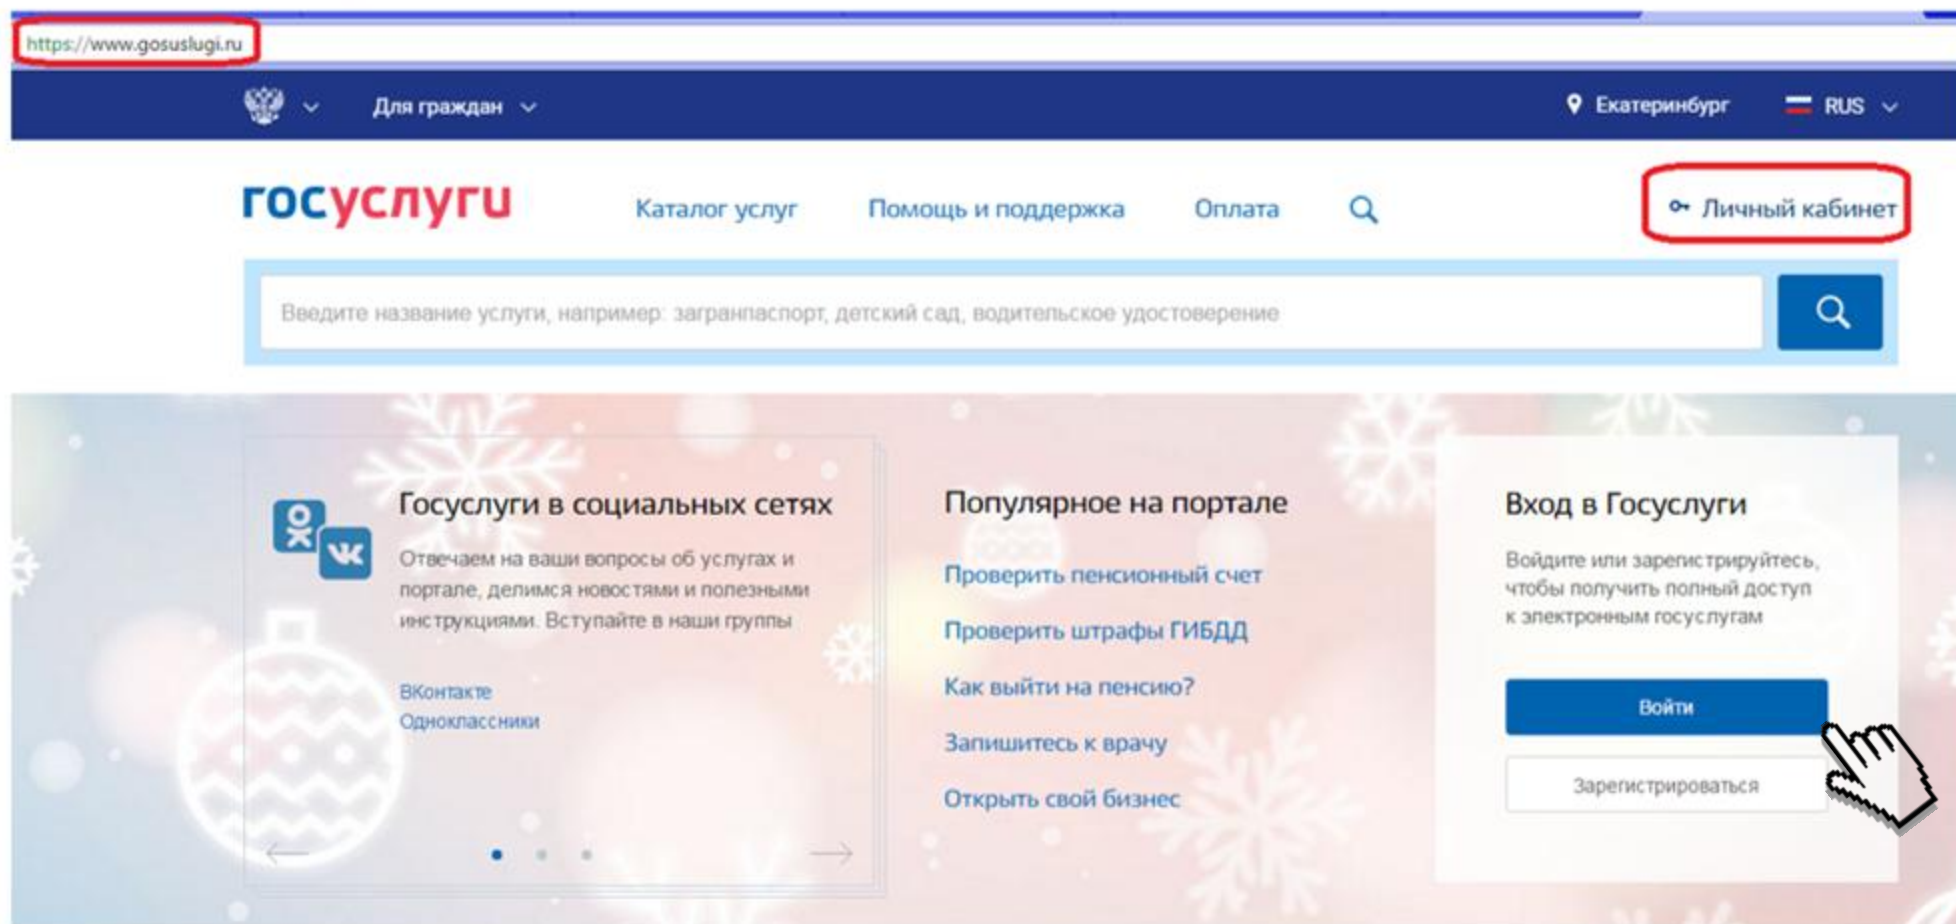 https://www.gosuslugi.ru
Для граждан
Екатеринбург
RUS
госуслуги
Каталог услуг
Помощь и поддержка
Оплата
Личный кабинет
Введите название услуги, например: загранпаспорт, детский сад, водительское удостоверение
Госуслуги в социальных сетях
Отвечаем на ваши вопросы об услугах и
портале, делимся новостями и полезными
инструкциями. Вступайте в наши группы
ВКонтакте
Одноклассники
Популярное на портале
Проверить пенсионный счет
Проверить штрафы ГИБДД
Как выйти на пенсию?
Запишитесь к врачу
Открыть свой бизнес
Вход в Госуслуги
Войдите или зарегистрируйтесь,
чтобы получить полный доступ
к электронным госуслугам
Войти
Зарегистрироваться